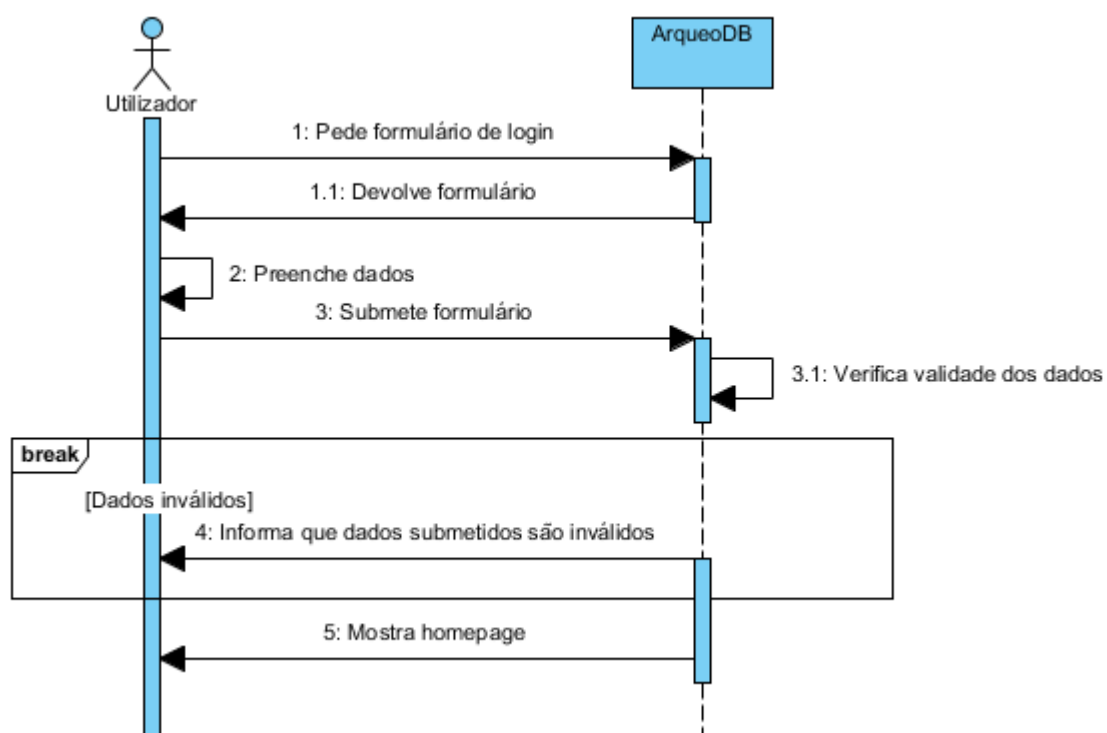 Utilizador
ArqueoDB
1: Pede formulário de login
1.1: Devolve formulário
2: Preenche dados
3: Submete formulário
3.1: Verifica validade dos dados
break
[Dados inválidos]
4: Informa que dados submetidos são inválidos
5: Mostra homepage